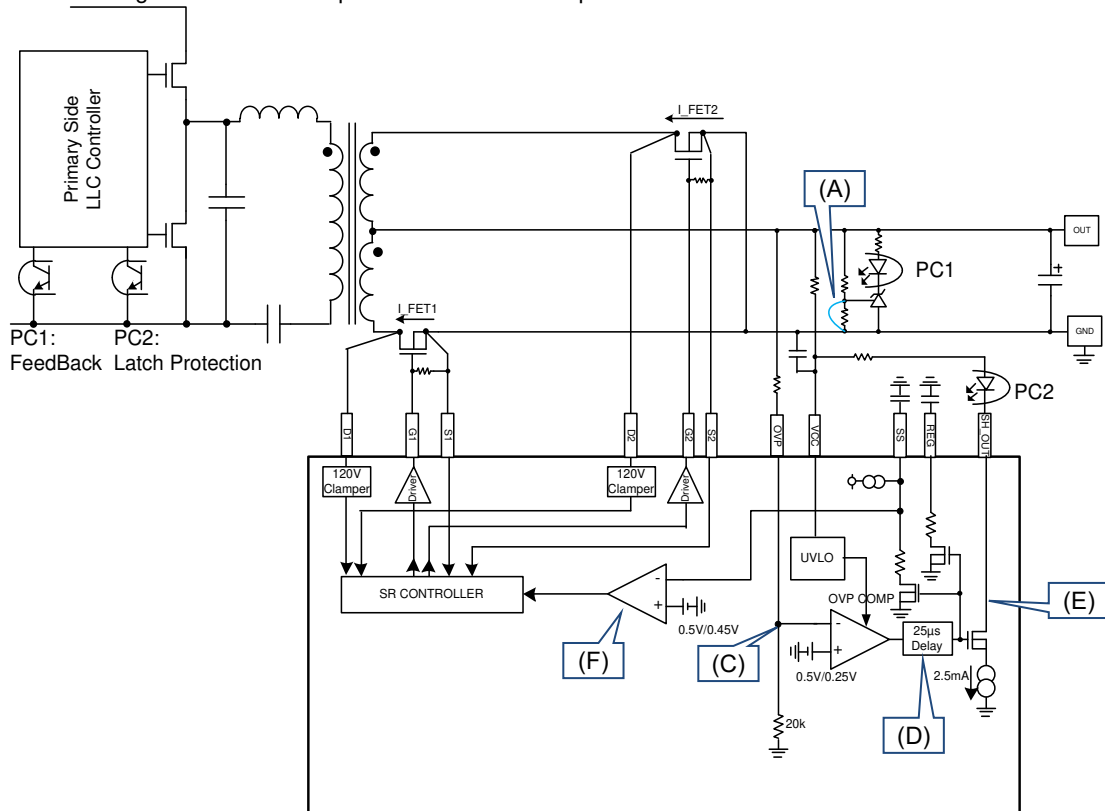 Primary Side
LLC Controller
I_FET2
(A)
OUT
PC1
I_FET1
GND
PC1:
FeedBack
PC2:
Latch Protection
PC2
D1
G1
S1
D2
G2
S2
OVP
VCC
SS
REG
SH_OUT
120V
Clamper
Driver
120V
Clamper
Driver
UVLO
SR CONTROLLER
-
+
0.5V/0.45V
(F)
OVP COMP
(C)
-
+
0.5V/0.25V
25µs
Delay
(E)
2.5mA
(D)
20k